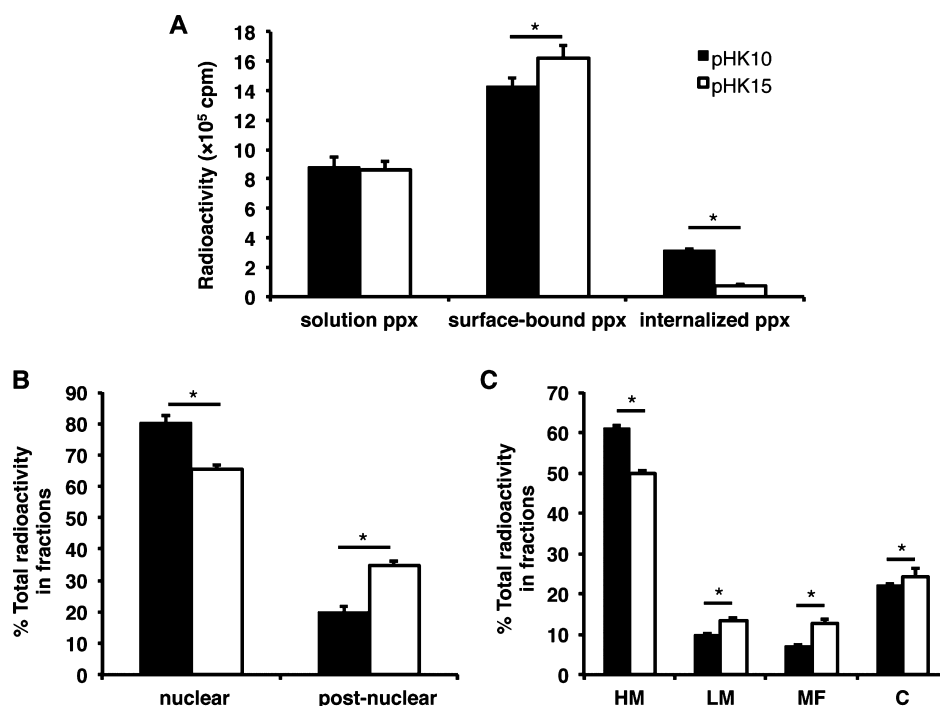 A
Radioactivity (×10⁵ cpm)
18
16
14
12
10
8
6
4
2
0
*
*
pHK10
pHK15
solution ppx
surface-bound ppx
internalized ppx
B
% Total radioactivity
in fractions
90
80
70
60
50
40
30
20
10
0
*
*
nuclear
post-nuclear
C
% Total radioactivity
in fractions
70
60
50
40
30
20
10
0
*
*
*
*
HM
LM
MF
C